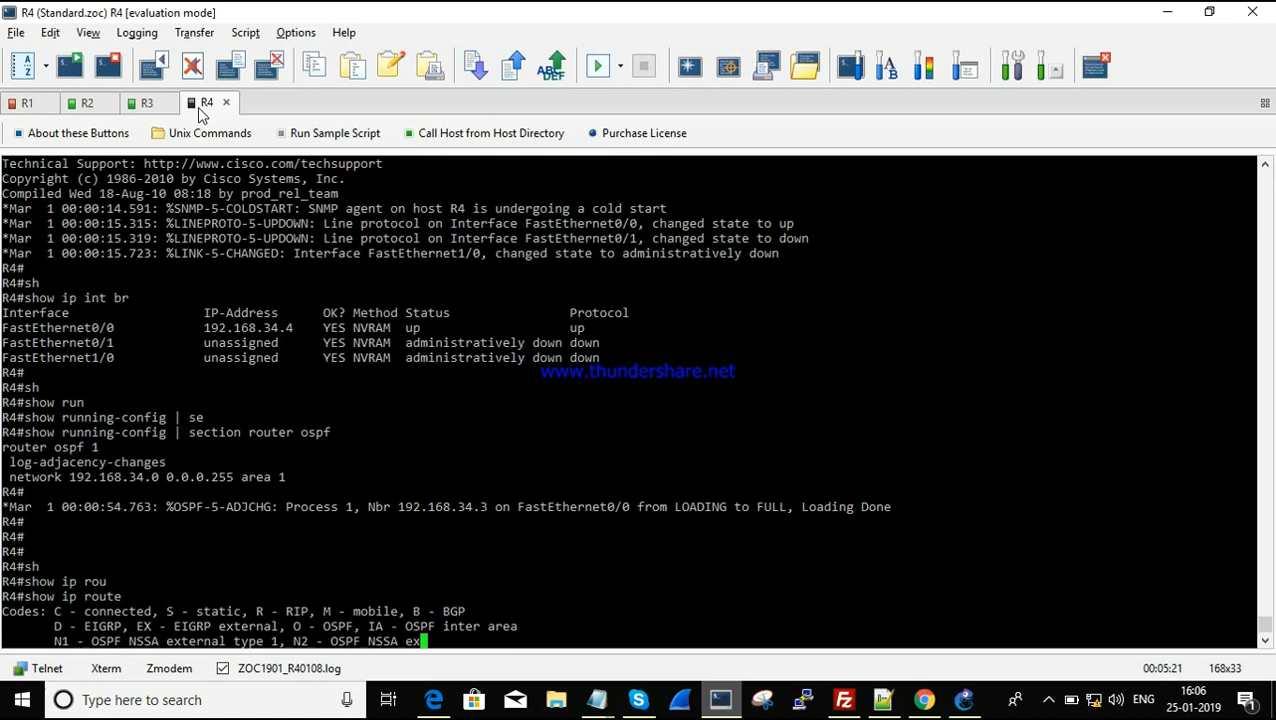 R4 (Standard.zoc) R4 [evaluation mode]
File Edit View Logging Transfer Script Options Help
R1 R2 R3 R4
About these Buttons Unix Commands Run Sample Script Call Host from Host Directory Purchase License
Technical Support: http://www.cisco.com/techsupport
Copyright (c) 1986-2010 by Cisco Systems, Inc.
Compiled Wed 18-Aug-10 08:18 by prod_rel_team
*Mar  1 00:00:14.591: %SNMP-5-COLDSTART: SNMP agent on host R4 is undergoing a cold start
*Mar  1 00:00:15.315: %LINEPROTO-5-UPDOWN: Line protocol on Interface FastEthernet0/0, changed state to up
*Mar  1 00:00:15.319: %LINEPROTO-5-UPDOWN: Line protocol on Interface FastEthernet0/1, changed state to down
*Mar  1 00:00:15.723: %LINK-5-CHANGED: Interface FastEthernet1/0, changed state to administratively down
R4#
R4#sh
R4#show ip int br
Interface IP-Address OK? Method Status Protocol
FastEthernet0/0 192.168.34.4 YES NVRAM up up
FastEthernet0/1 unassigned YES NVRAM administratively down down
FastEthernet1/0 unassigned YES NVRAM administratively down down
R4#
www.thundershare.net
R4#sh
R4#show run
R4#show running-config | se
R4#show running-config | section router ospf
router ospf 1
 log-adjacency-changes
 network 192.168.34.0 0.0.0.255 area 1
R4#
*Mar  1 00:00:54.763: %OSPF-5-ADJCHG: Process 1, Nbr 192.168.34.3 on FastEthernet0/0 from LOADING to FULL, Loading Done
R4#
R4#
R4#
R4#sh
R4#show ip rou
R4#show ip route
Codes: C - connected, S - static, R - RIP, M - mobile, B - BGP
D - EIGRP, EX - EIGRP external, O - OSPF, IA - OSPF inter area
N1 - OSPF NSSA external type 1, N2 - OSPF NSSA ex
Telnet Xterm Zmodem ZOC1901_R40108.log 00:05:21 168x33
Type here to search ENG 16:06
25-01-2019 1